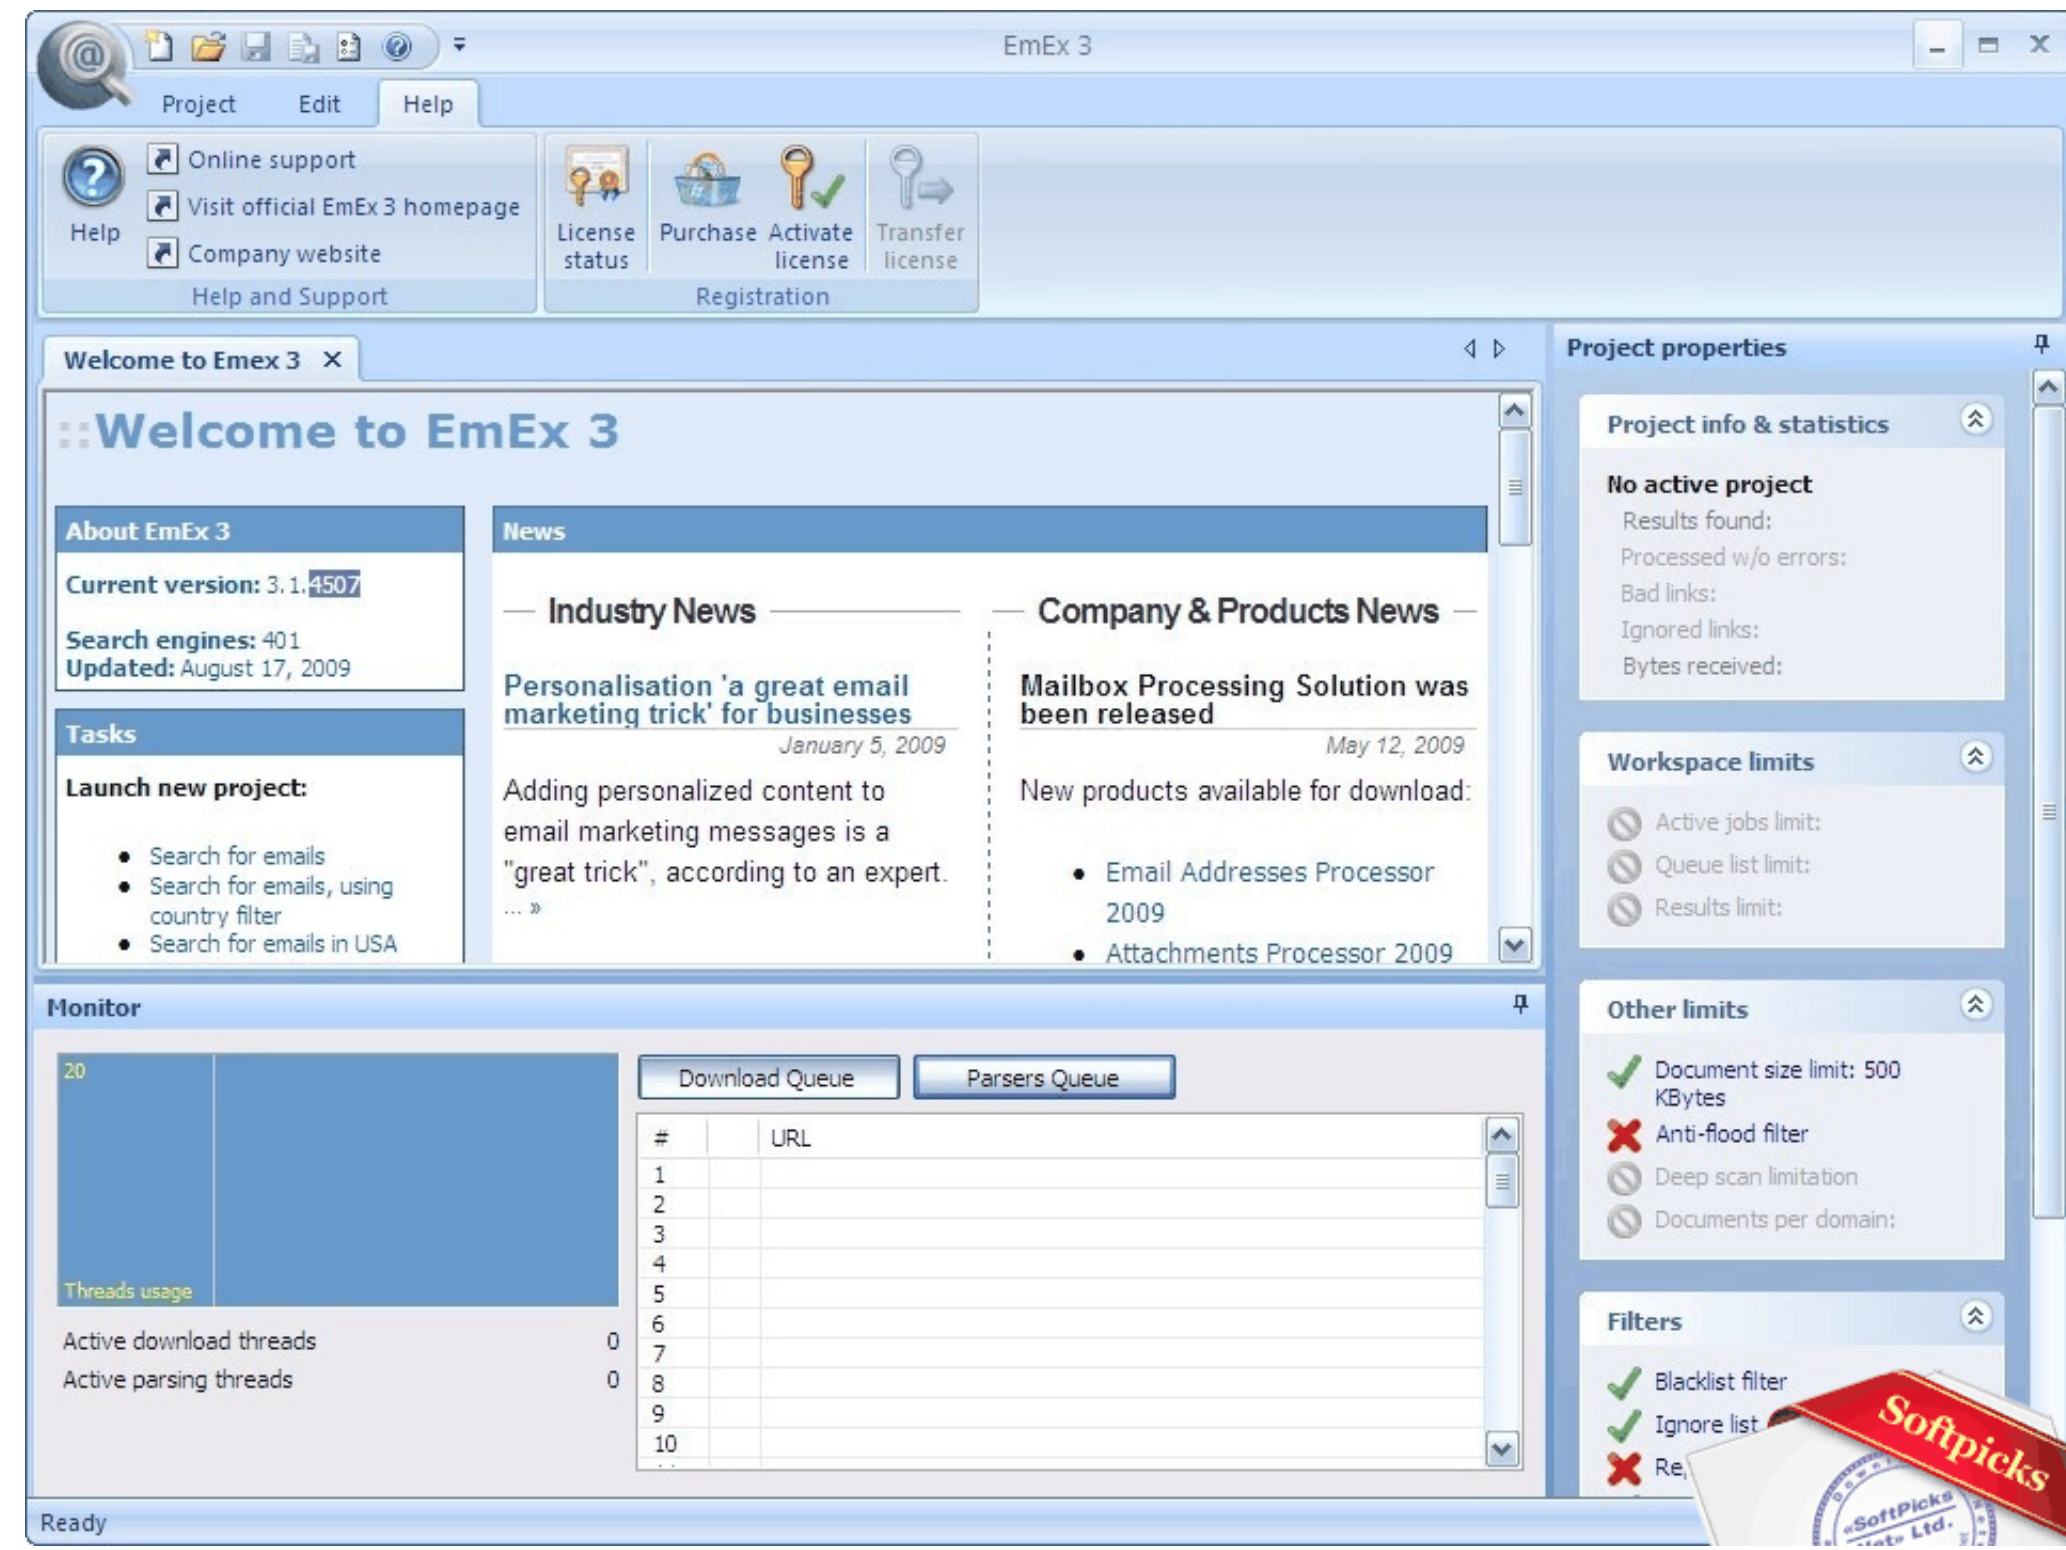 EmEx 3
Project Edit Help
Online support
Visit official EmEx 3 homepage
Company website
Help
Help and Support
License status
Purchase
Activate license
Transfer license
Registration
Welcome to Emex 3
::Welcome to EmEx 3
About EmEx 3
Current version: 3.1.4507
Search engines: 401
Updated: August 17, 2009
Tasks
Launch new project:
Search for emails
Search for emails, using
country filter
Search for emails in USA
News
Industry News
Personalisation 'a great email
marketing trick' for businesses
January 5, 2009
Adding personalized content to
email marketing messages is a
"great trick", according to an expert.
... »
Company & Products News
Mailbox Processing Solution was
been released
May 12, 2009
New products available for download:
Email Addresses Processor
2009
Attachments Processor 2009
Project properties
Project info & statistics
No active project
Results found:
Processed w/o errors:
Bad links:
Ignored links:
Bytes received:
Workspace limits
Active jobs limit:
Queue list limit:
Results limit:
Other limits
Document size limit: 500
KBytes
Anti-flood filter
Deep scan limitation
Documents per domain:
Filters
Blacklist filter
Ignore list
Monitor
20
Threads usage
Active download threads 0
Active parsing threads 0
Download Queue Parsers Queue
# URL
1
2
3
4
5
6
7
8
9
10
Ready
Softpicks
«SoftPicks
Net» Ltd.